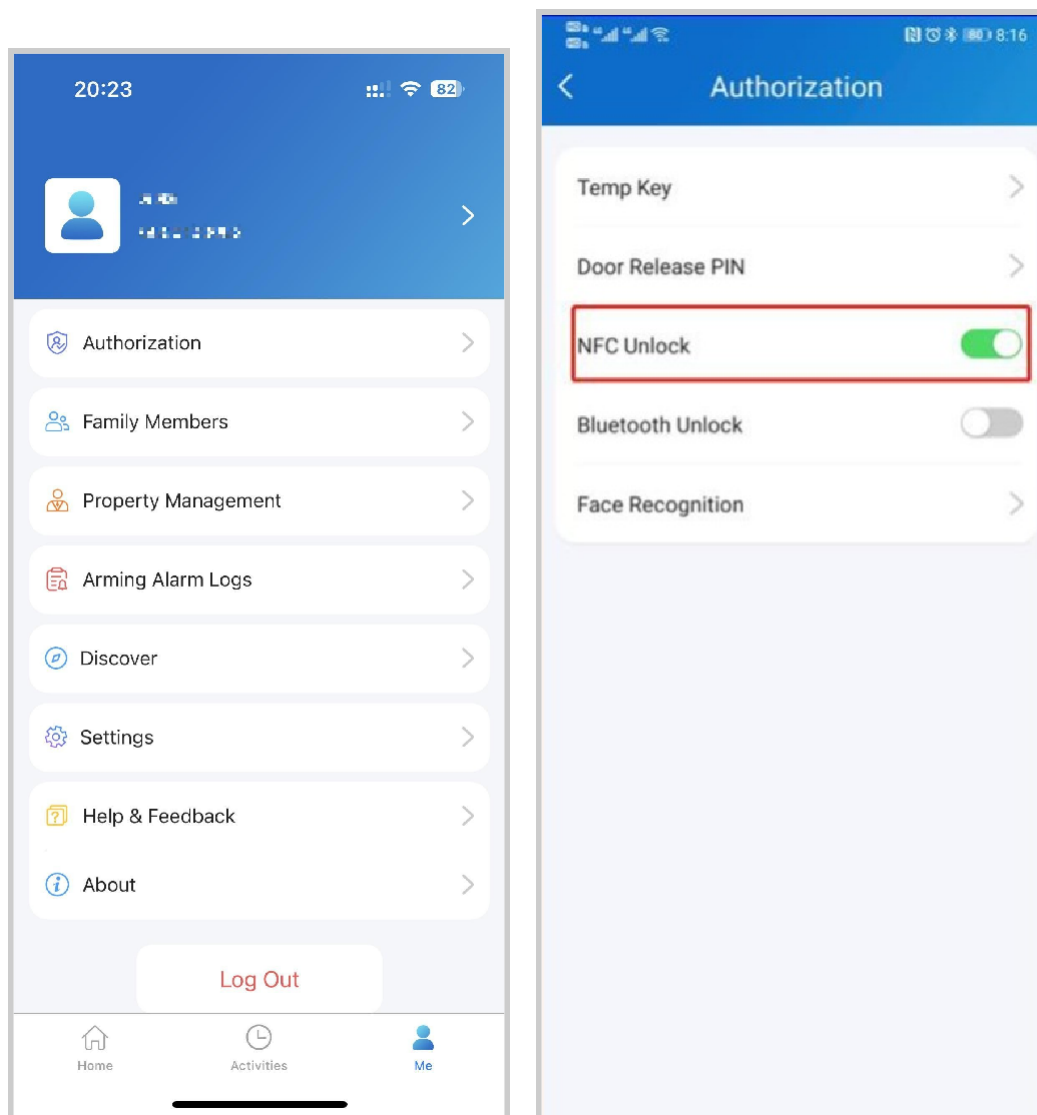 20:23
82
Authorization
Family Members
Property Management
Arming Alarm Logs
Discover
Settings
Help & Feedback
About
Log Out
Home
Activities
Me
8:16
Authorization
Temp Key
Door Release PIN
NFC Unlock
Bluetooth Unlock
Face Recognition